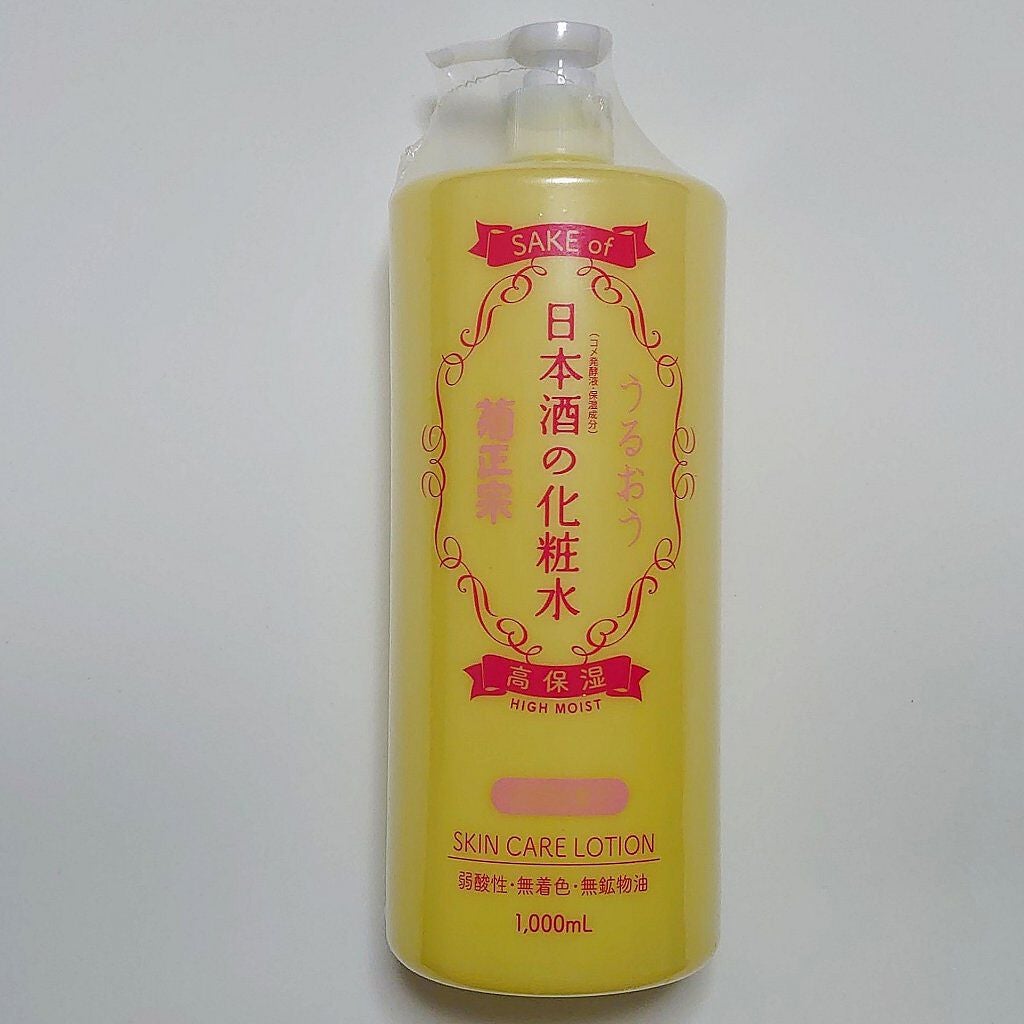 SAKE of
うるおう
(コメ発酵液・保湿成分)
日本酒の化粧水
菊正宗
高保湿
HIGH MOIST
SKIN CARE LOTION
弱酸性・無着色・無鉱物油
1,000mL